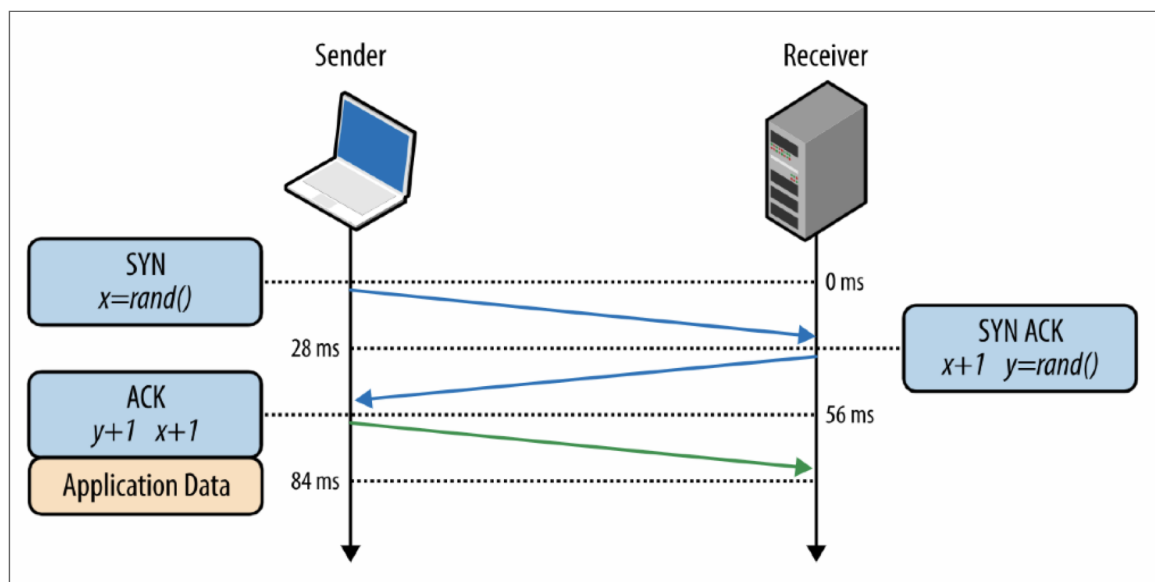 Sender
Receiver
SYN
x=rand()
0 ms
28 ms
SYN ACK
x+1 y=rand()
ACK
y+1 x+1
56 ms
Application Data
84 ms